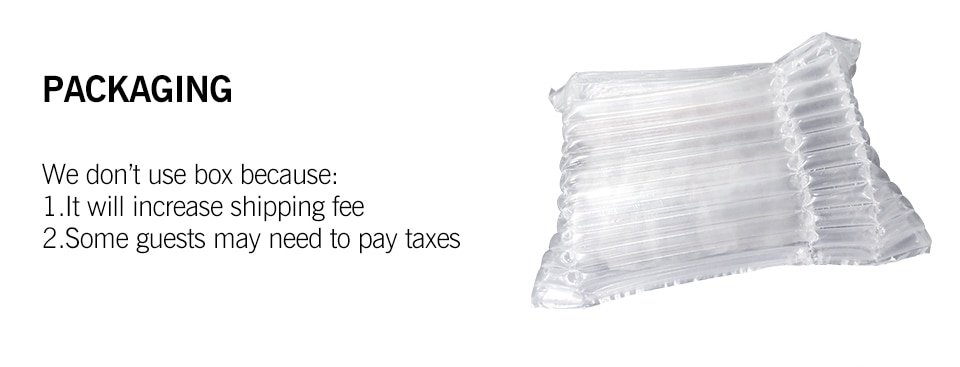 PACKAGING
We don't use box because:
1.It will increase shipping fee
2.Some guests may need to pay taxes